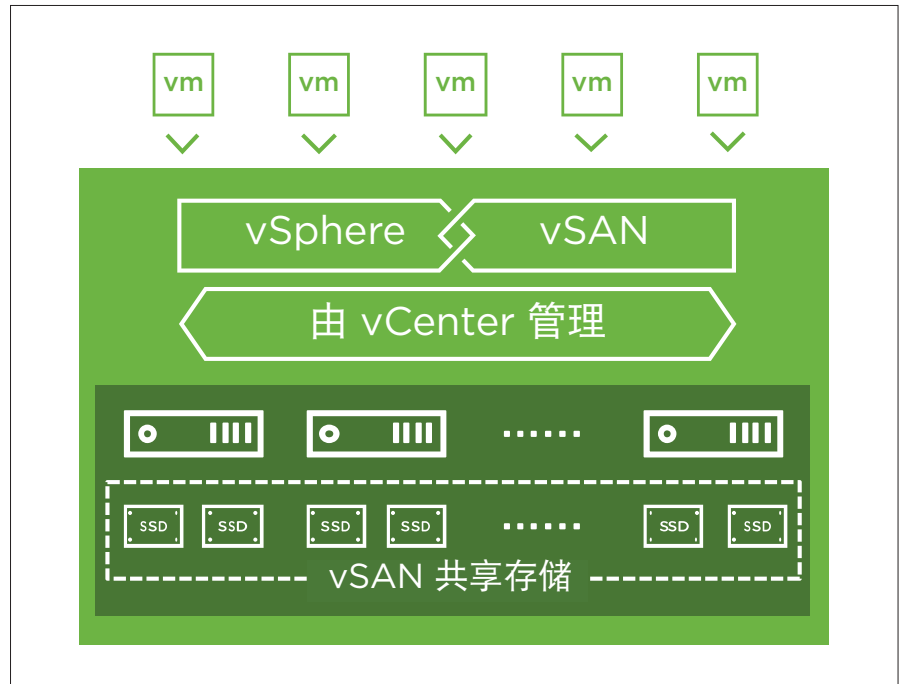 vm vm vm vm vm
vSphere vSAN
由 vCenter 管理
......
SSD SSD SSD SSD ...... SSD SSD
vSAN 共享存储